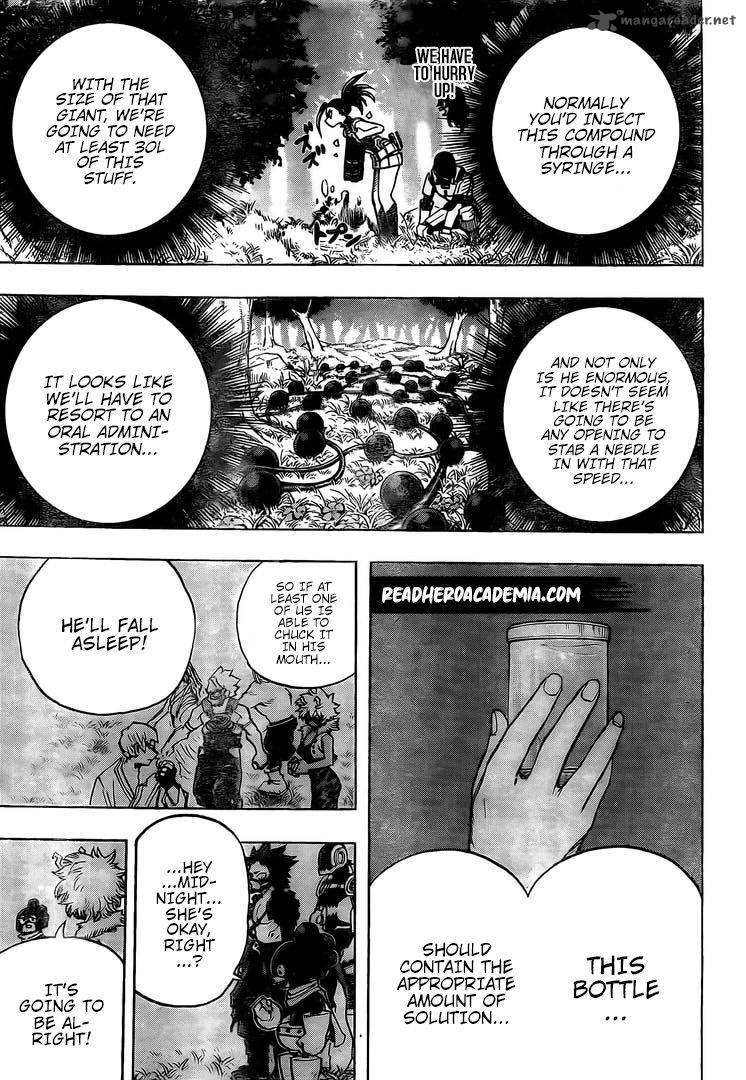 mangareader.net
NORMALLY
YOU'D INJECT
THIS COMPOUND
THROUGH A
SYRINGE...
WE HAVE
TO HURRY
UP!
ズズ
トプン
WITH THE
SIZE OF THAT
GIANT, WE'RE
GOING TO NEED
AT LEAST 30L
OF THIS
STUFF.
AND NOT ONLY
IS HE ENORMOUS,
IT DOESN'T SEEM
LIKE THERE'S
GOING TO BE
ANY OPENING TO
STAB A NEEDLE
IN WITH THAT
SPEED...
IT LOOKS LIKE
WE'LL HAVE TO
RESORT TO AN
ORAL ADMINI-
STRATION...
READHEROACADEMIA.COM
THIS
BOTTLE
...
SHOULD
CONTAIN THE
APPROPRIATE
AMOUNT OF
SOLUTION...
SO IF AT
LEAST ONE
OF US IS
ABLE TO
CHUCK IT
IN HIS
MOUTH...
HE'LL FALL
ASLEEP!
...HEY
...MID-
NIGHT...
SHE'S
OKAY,
RIGHT
...?
IT'S
GOING TO
BE AL-
RIGHT!